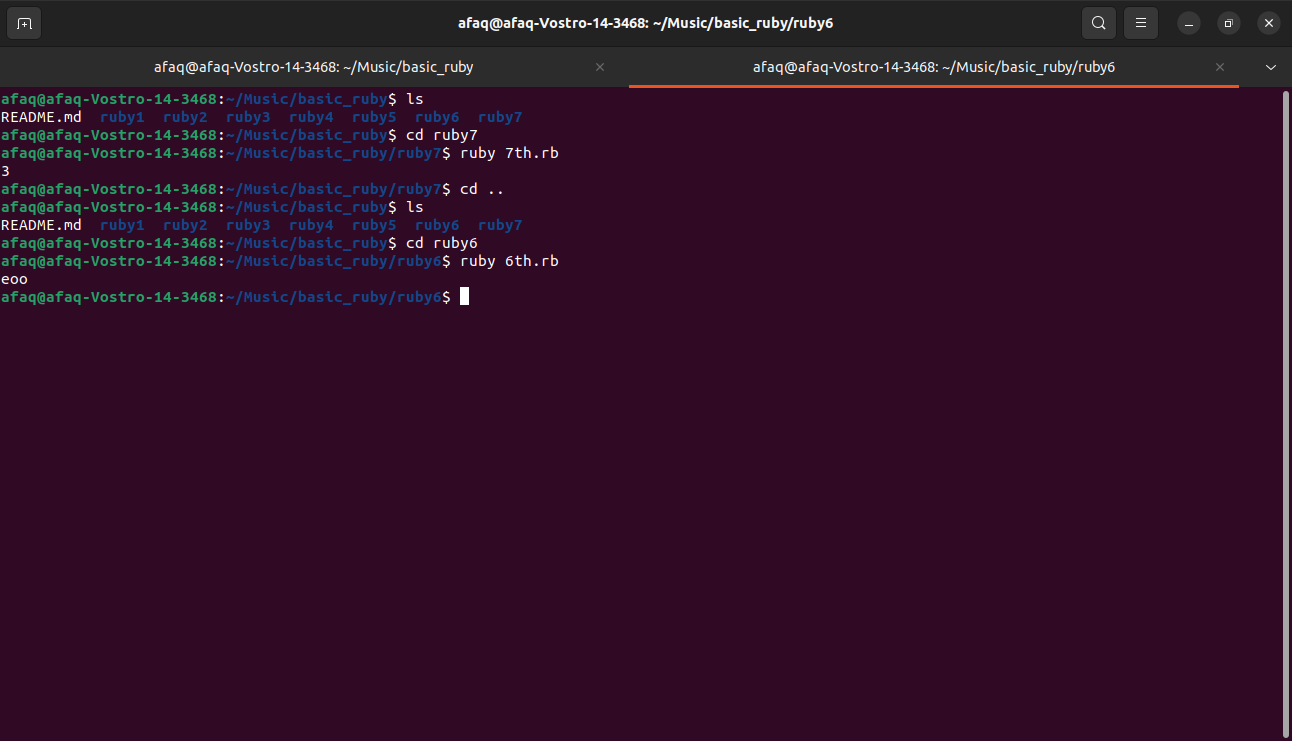 afaq@afaq-Vostro-14-3468: ~/Music/basic_ruby/ruby6
afaq@afaq-Vostro-14-3468: ~/Music/basic_ruby
afaq@afaq-Vostro-14-3468: ~/Music/basic_ruby/ruby6
afaq@afaq-Vostro-14-3468:~/Music/basic_ruby$ ls
README.md  ruby1  ruby2  ruby3  ruby4  ruby5  ruby6  ruby7
afaq@afaq-Vostro-14-3468:~/Music/basic_ruby$ cd ruby7
afaq@afaq-Vostro-14-3468:~/Music/basic_ruby/ruby7$ ruby 7th.rb
3
afaq@afaq-Vostro-14-3468:~/Music/basic_ruby/ruby7$ cd ..
afaq@afaq-Vostro-14-3468:~/Music/basic_ruby$ ls
README.md  ruby1  ruby2  ruby3  ruby4  ruby5  ruby6  ruby7
afaq@afaq-Vostro-14-3468:~/Music/basic_ruby$ cd ruby6
afaq@afaq-Vostro-14-3468:~/Music/basic_ruby/ruby6$ ruby 6th.rb
eoo
afaq@afaq-Vostro-14-3468:~/Music/basic_ruby/ruby6$